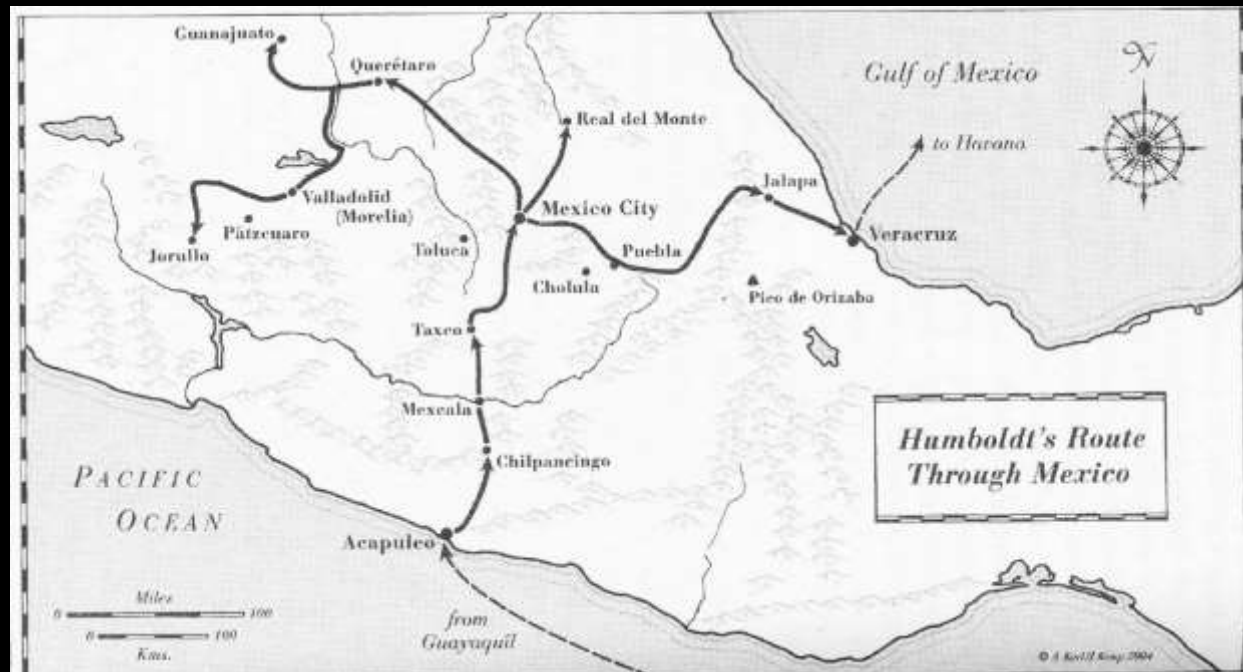 Guanajuato
Querétaro
Gulf of Mexico
N
Real del Monte
to Havana
Jalapa
Valladolid
(Morelia)
Mexico City
Veracruz
Pátzcuaro
Toluca
Puebla
Jorullo
Cholula
Pico de Orizaba
Taxco
Mexcala
Humboldt's Route
Through Mexico
Chilpancingo
PACIFIC
OCEAN
Acapulco
Miles
0 100
from
Guayaquil
0 100
Kms.
2004